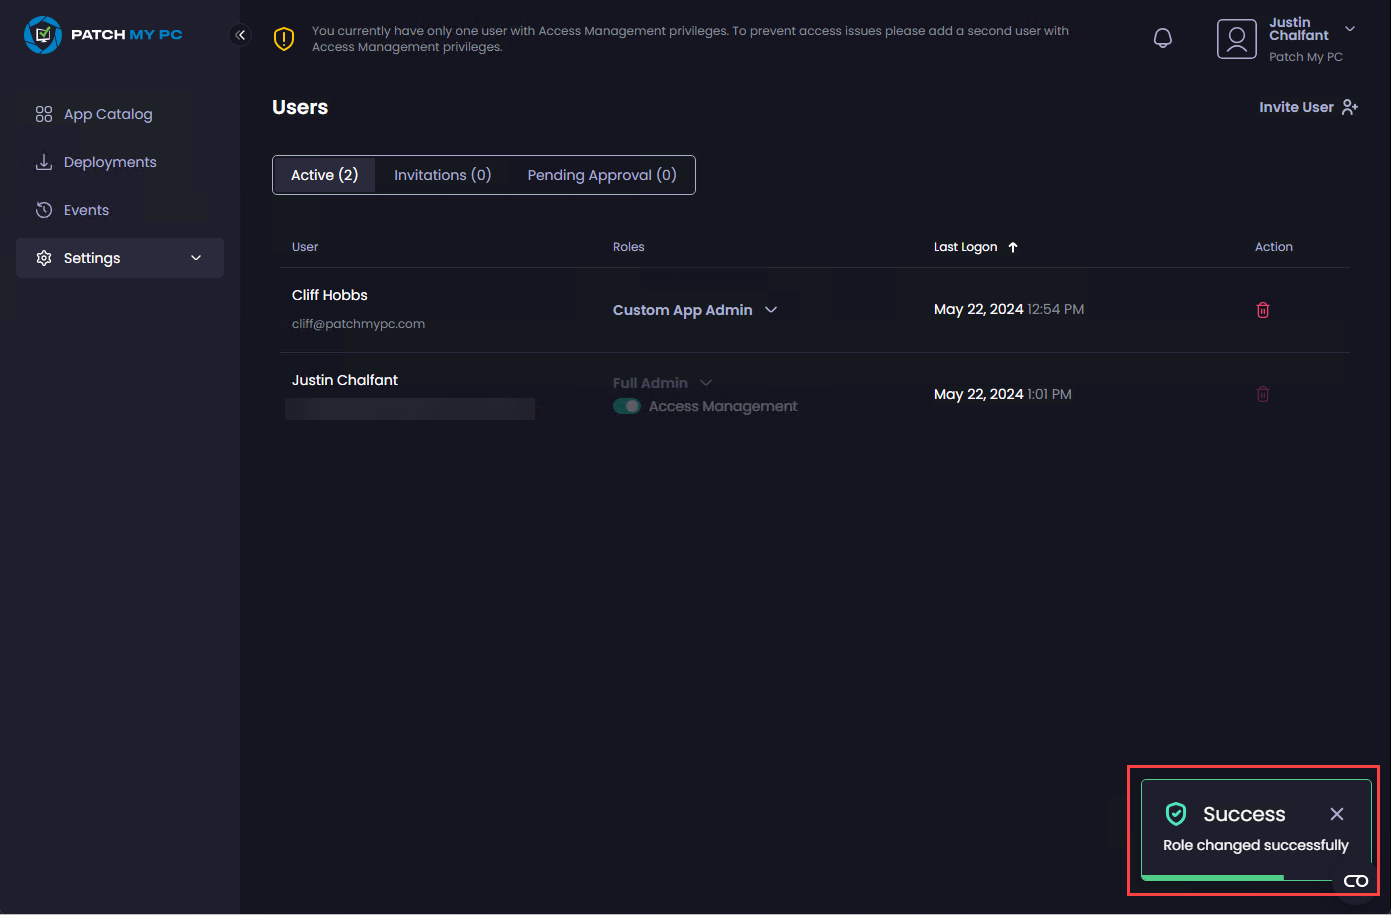 PATCH MY PC
You currently have only one user with Access Management privileges. To prevent access issues please add a second user with
Access Management privileges.
Justin
Chalfant
Patch My PC
App Catalog
Deployments
Events
Settings
Users
Invite User
Active (2)
Invitations (0)
Pending Approval (0)
User
Roles
Last Logon
Action
Cliff Hobbs
cliff@patchmypc.com
Custom App Admin
May 22, 2024 12:54 PM
Justin Chalfant
Full Admin
Access Management
May 22, 2024 1:01 PM
Success
Role changed successfully